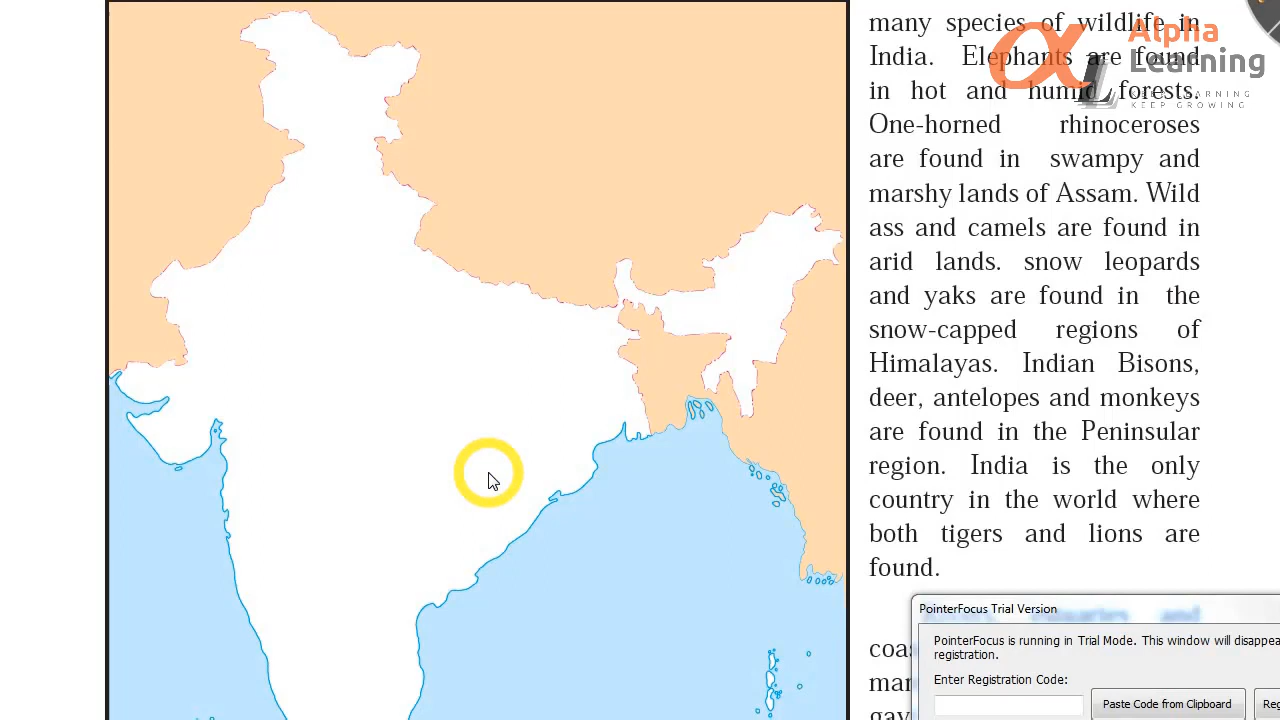 many species of wildlife in
India. Elephants are found
in hot and humid forests.
One-horned rhinoceroses
are found in swampy and
marshy lands of Assam. Wild
ass and camels are found in
arid lands. snow leopards
and yaks are found in the
snow-capped regions of
Himalayas. Indian Bisons,
deer, antelopes and monkeys
are found in the Peninsular
region. India is the only
country in the world where
both tigers and lions are
found.
Alpha
Learning
LEARNING
KEEP GROWING
PointerFocus Trial Version
PointerFocus is running in Trial Mode. This window will
registration.
Enter Registration Code:
Paste Code from Clipboard